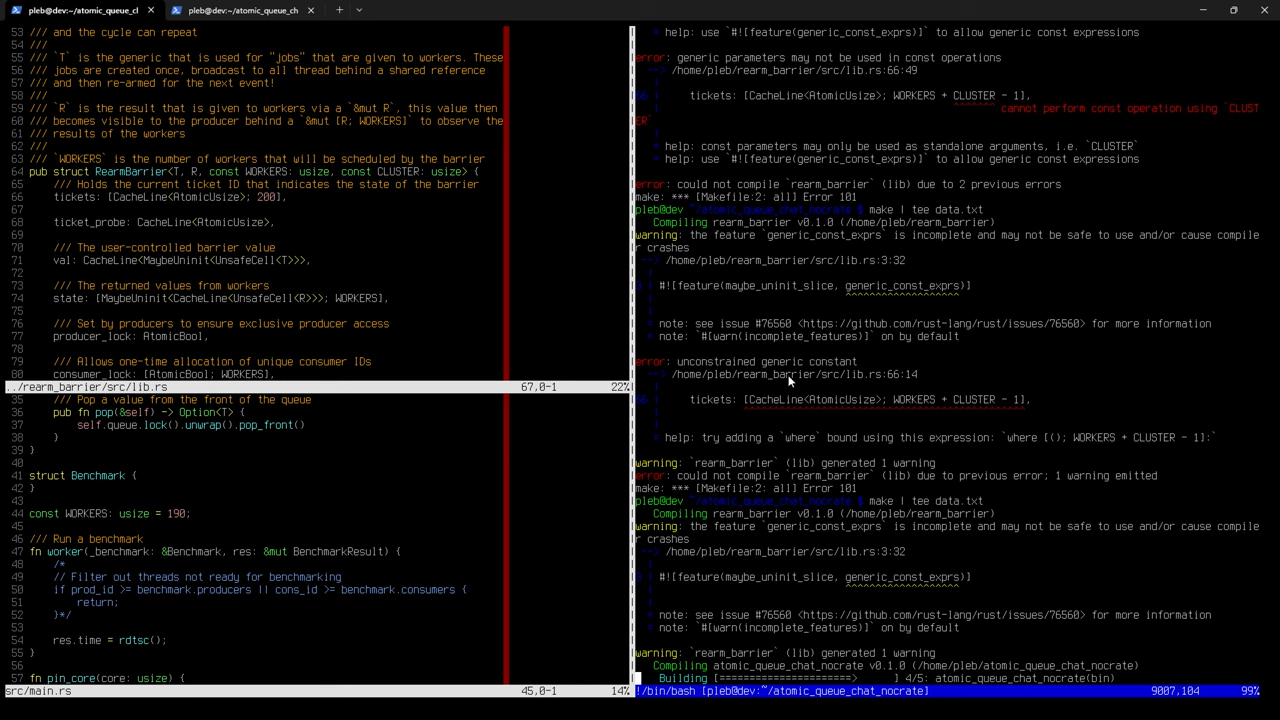 pleb@dev:~/atomic_queue_cl
pleb@dev:~/atomic_queue_ch
53 /// and the cycle can repeat
54 ///
55 /// `T` is the generic that is used for "jobs" that are given to workers. These
56 /// jobs are created once, broadcast to all thread behind a shared reference
57 /// and then re-armed for the next event!
58 ///
59 /// `R` is the result that is given to workers via a `&mut R`, this value then
60 /// becomes visible to the producer behind a `&mut [R; WORKERS]` to observe the
61 /// results of the workers
62 ///
63 /// `WORKERS` is the number of workers that will be scheduled by the barrier
64 pub struct RearmBarrier<T, R, const WORKERS: usize, const CLUSTER: usize> {
65 /// Holds the current ticket ID that indicates the state of the barrier
66 tickets: [CacheLine<AtomicUsize>; 200],
67
68 ticket_probe: CacheLine<AtomicUsize>,
69
70 /// The user-controlled barrier value
71 val: CacheLine<MaybeUninit<UnsafeCell<T>>>,
72
73 /// The returned values from workers
74 state: [MaybeUninit<CacheLine<UnsafeCell<R>>>; WORKERS],
75
76 /// Set by producers to ensure exclusive producer access
77 producer_lock: AtomicBool,
78
79 /// Allows one-time allocation of unique consumer IDs
80 consumer_lock: [AtomicBool; WORKERS],
../rearm_barrier/src/lib.rs 67,0-1 22%
35 /// Pop a value from the front of the queue
36 pub fn pop(&self) -> Option<T> {
37 self.queue.lock().unwrap().pop_front()
38 }
39 }
40
41 struct Benchmark {
42 }
43
44 const WORKERS: usize = 190;
45
46 /// Run a benchmark
47 fn worker(_benchmark: &Benchmark, res: &mut BenchmarkResult) {
48 /*
49 // Filter out threads not ready for benchmarking
50 if prod_id >= benchmark.producers || cons_id >= benchmark.consumers {
51 return;
52 }*/
53
54 res.time = rdtsc();
55 }
56
57 fn pin_core(core: usize) {
src/main.rs 45,0-1 14%
= help: use `#![feature(generic_const_exprs)]` to allow generic const expressions
error: generic parameters may not be used in const operations
--> /home/pleb/rearm_barrier/src/lib.rs:66:49
|
66 | tickets: [CacheLine<AtomicUsize>; WORKERS + CLUSTER - 1],
| ^^^^^^^ cannot perform const operation using `CLUST
ER`
|
= help: const parameters may only be used as standalone arguments, i.e. `CLUSTER`
= help: use `#![feature(generic_const_exprs)]` to allow generic const expressions
error: could not compile `rearm_barrier` (lib) due to 2 previous errors
make: *** [Makefile:2: all] Error 101
pleb@dev ~/atomic_queue_chat_nocrate $ make | tee data.txt
Compiling rearm_barrier v0.1.0 (/home/pleb/rearm_barrier)
warning: the feature `generic_const_exprs` is incomplete and may not be safe to use and/or cause compile
r crashes
--> /home/pleb/rearm_barrier/src/lib.rs:3:32
|
3 | #![feature(maybe_uninit_slice, generic_const_exprs)]
| ^^^^^^^^^^^^^^^^^^^
|
= note: see issue #76560 <https://github.com/rust-lang/rust/issues/76560> for more information
= note: `#[warn(incomplete_features)]` on by default
error: unconstrained generic constant
--> /home/pleb/rearm_barrier/src/lib.rs:66:14
|
66 | tickets: [CacheLine<AtomicUsize>; WORKERS + CLUSTER - 1],
| ^^^^^^^^^^^^^^^^^^^^^^^^^^^^^^^^^^^^^^^^^^^^^^^
|
= help: try adding a `where` bound using this expression: `where [(); WORKERS + CLUSTER - 1]:`
warning: `rearm_barrier` (lib) generated 1 warning
error: could not compile `rearm_barrier` (lib) due to previous error; 1 warning emitted
make: *** [Makefile:2: all] Error 101
pleb@dev ~/atomic_queue_chat_nocrate $ make | tee data.txt
Compiling rearm_barrier v0.1.0 (/home/pleb/rearm_barrier)
warning: the feature `generic_const_exprs` is incomplete and may not be safe to use and/or cause compile
r crashes
--> /home/pleb/rearm_barrier/src/lib.rs:3:32
|
3 | #![feature(maybe_uninit_slice, generic_const_exprs)]
| ^^^^^^^^^^^^^^^^^^^
|
= note: see issue #76560 <https://github.com/rust-lang/rust/issues/76560> for more information
= note: `#[warn(incomplete_features)]` on by default
warning: `rearm_barrier` (lib) generated 1 warning
Compiling atomic_queue_chat_nocrate v0.1.0 (/home/pleb/atomic_queue_chat_nocrate)
Building [======================> ] 4/5: atomic_queue_chat_nocrate(bin)
!/bin/bash [pleb@dev:~/atomic_queue_chat_nocrate] 9007,104 99%